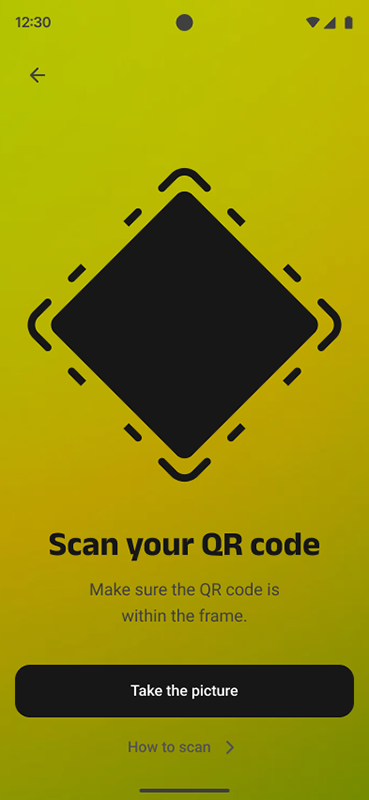 12:30
Scan your QR code
Make sure the QR code is
within the frame.
Take the picture
How to scan